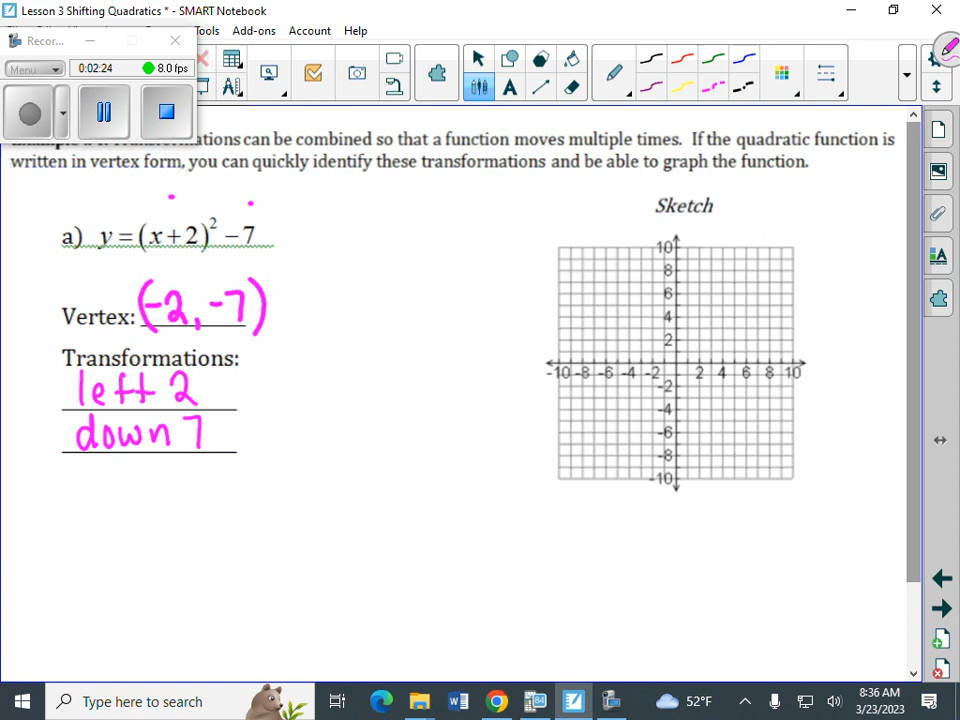 Lesson 3 Shifting Quadratics * - SMART Notebook
Tools Add-ons Account Help
Recor...
Menu 0:02:24 8.0 fps
Transformations can be combined so that a function moves multiple times. If the quadratic function is
written in vertex form, you can quickly identify these transformations and be able to graph the function.
Sketch
a) y = (x + 2)² − 7
Vertex: (-2, -7)
Transformations:
left 2
down 7
10
8
6
4
2
-10 -8 -6 -4 -2 2 4 6 8 10
-2
-4
-6
-8
-10
Type here to search
52°F
8:36 AM
3/23/2023